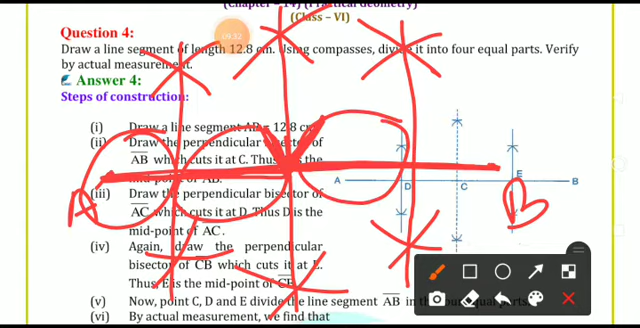 (Chapter – 14) (Practical Geometry)
(Class – VI)
09:32
Question 4:
Draw a line segment of length 12.8 cm. Using compasses, divide it into four equal parts. Verify
by actual measurement.
Answer 4:
Steps of construction:
(i) Draw a line segment AB = 12.8 cm
(ii) Draw the perpendicular bisector of
AB which cuts it at C. Thus C is the
mid-point of AB.
(iii) Draw the perpendicular bisector of
AC which cuts it at D. Thus D is the
mid-point of AC.
(iv) Again, draw the perpendicular
bisector of CB which cuts it at E.
Thus, E is the mid-point of CB.
(v) Now, point C, D and E divide the line segment AB in the four equal parts.
(vi) By actual measurement, we find that
A D C E B
A B